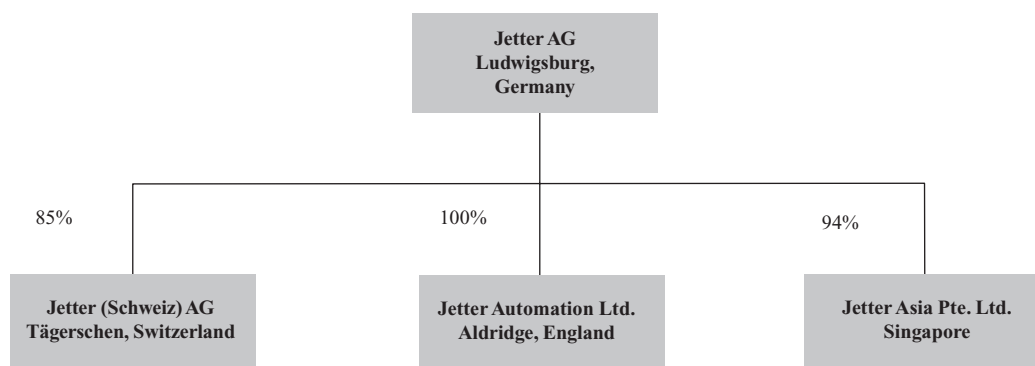 Jetter AG
Ludwigsburg,
Germany
85%
100%
94%
Jetter (Schweiz) AG
Tägerschen, Switzerland
Jetter Automation Ltd.
Aldridge, England
Jetter Asia Pte. Ltd.
Singapore